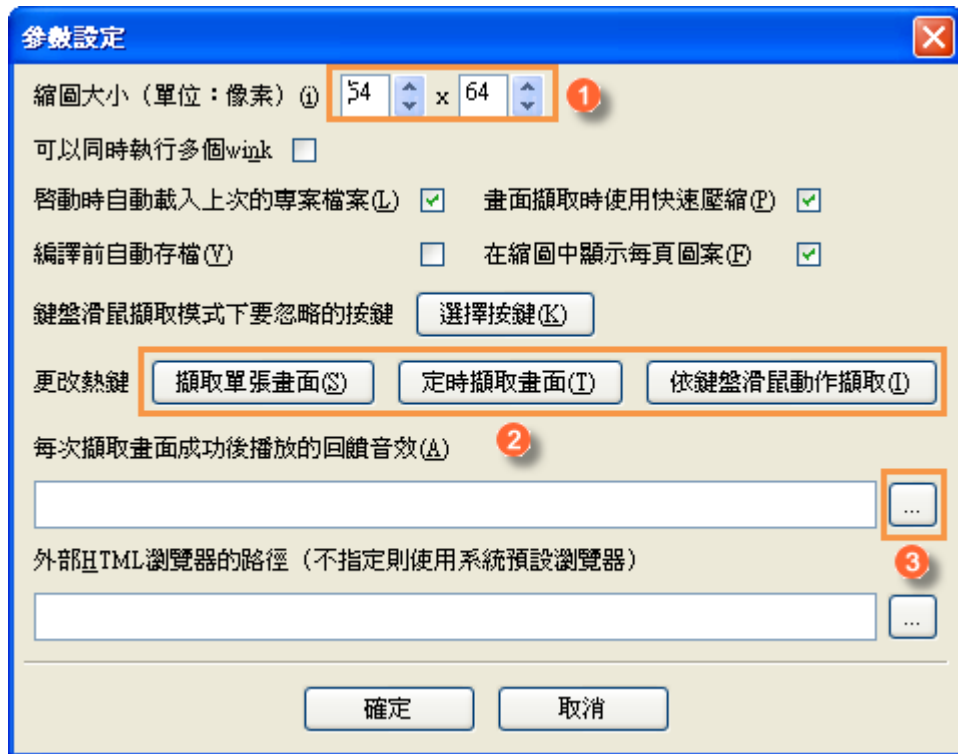 參數設定
縮圖大小（單位：像素）(i) 54 x 64 1
可以同時執行多個wink
啓動時自動載入上次的專案檔案(L) 畫面擷取時使用快速壓縮(P)
編譯前自動存檔(V) 在縮圖中顯示每頁圖案(F)
鍵盤滑鼠擷取模式下要忽略的按鍵 選擇按鍵(K)
更改熱鍵 擷取單張畫面(S) 定時擷取畫面(T) 依鍵盤滑鼠動作擷取(I)
每次擷取畫面成功後播放的回饋音效(A) 2
...
外部HTML瀏覽器的路徑（不指定則使用系統預設瀏覽器） 3
...
確定 取消